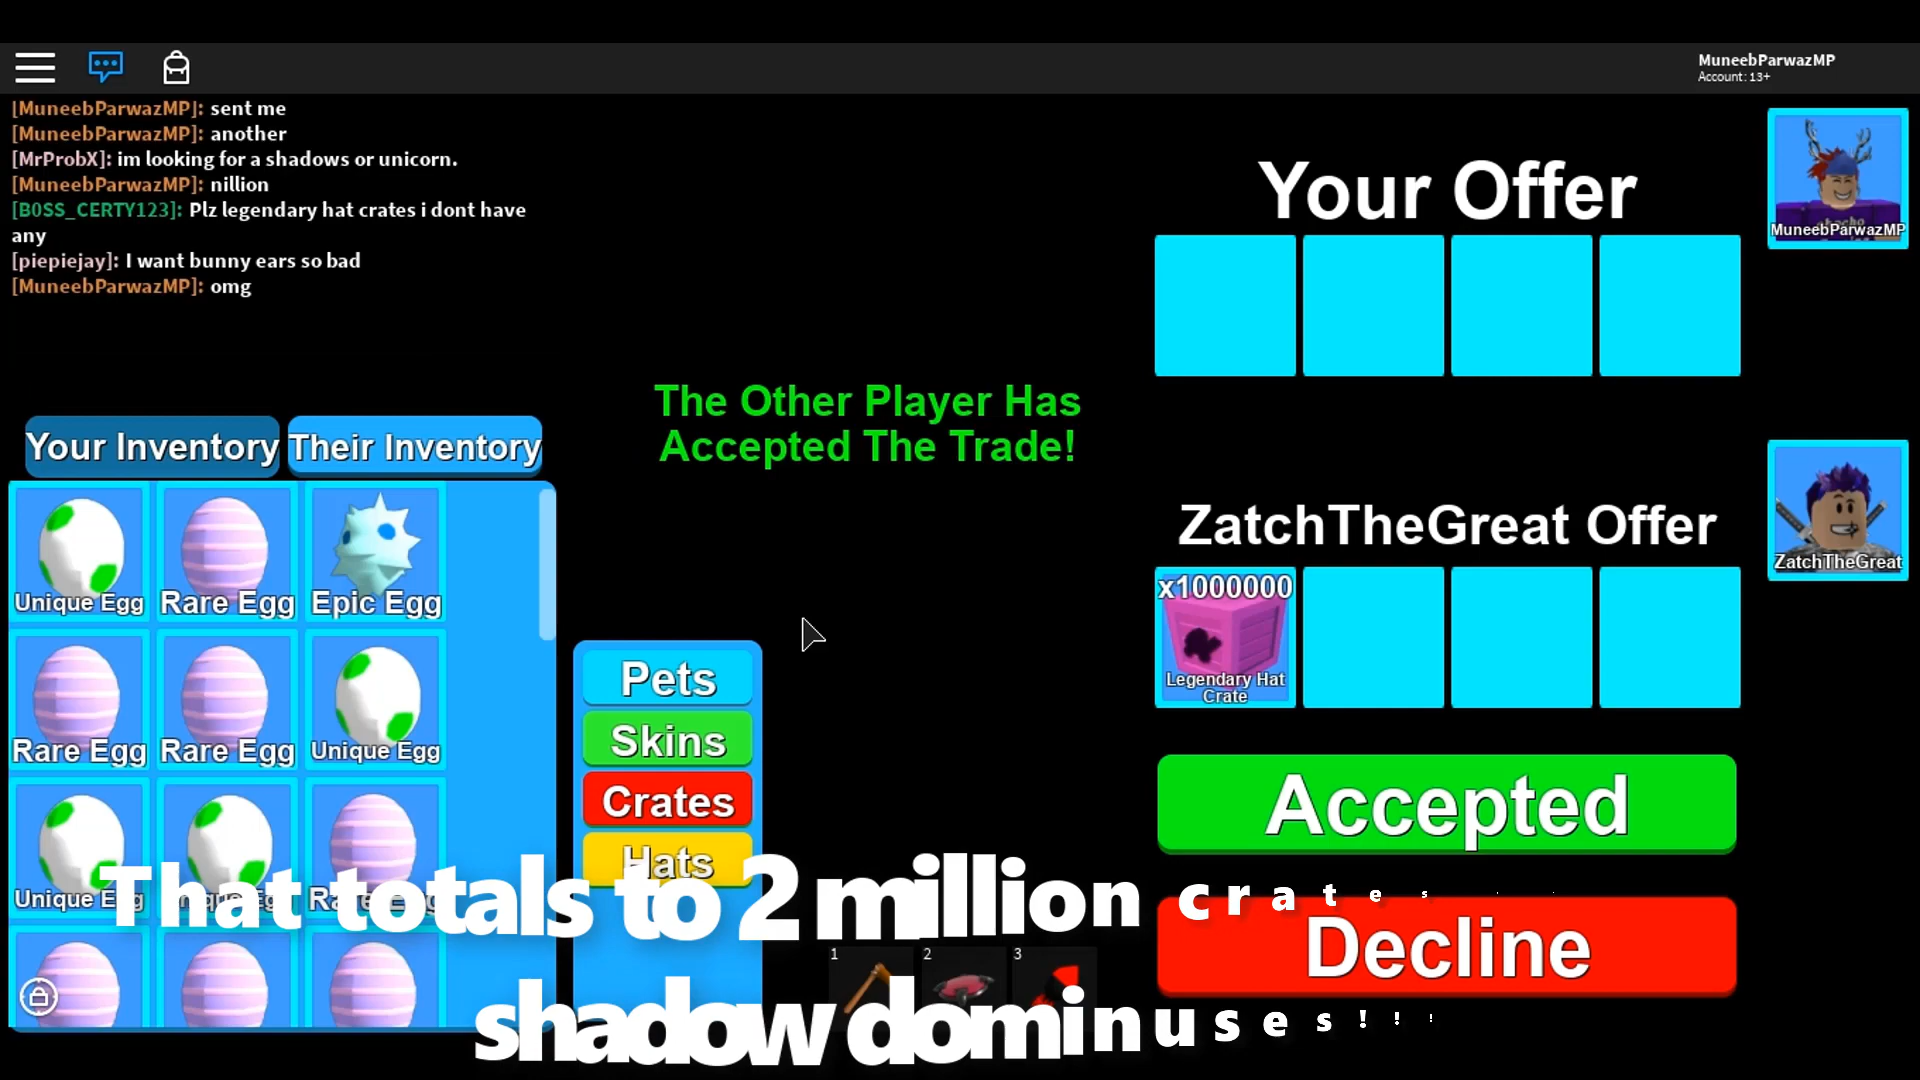 MuneebParwazMP
Account: 13+
[MuneebParwazMP]: sent me
[MuneebParwazMP]: another
[MrProbX]: im looking for a shadows or unicorn.
[MuneebParwazMP]: nillion
[B0SS_CERTY123]: Plz legendary hat crates i dont have
any
[piepiejay]: I want bunny ears so bad
[MuneebParwazMP]: omg
Your Offer
MuneebParwazMP
The Other Player Has
Accepted The Trade!
Your Inventory
Their Inventory
ZatchTheGreat Offer
ZatchTheGreat
x1000000
Legendary Hat
Crate
Unique Egg
Rare Egg
Epic Egg
Rare Egg
Rare Egg
Unique Egg
Unique Egg
Pets
Skins
Crates
Hats
Accepted
Decline
1
2
3
That totals to 2 million crates
shadow dominuses!!!